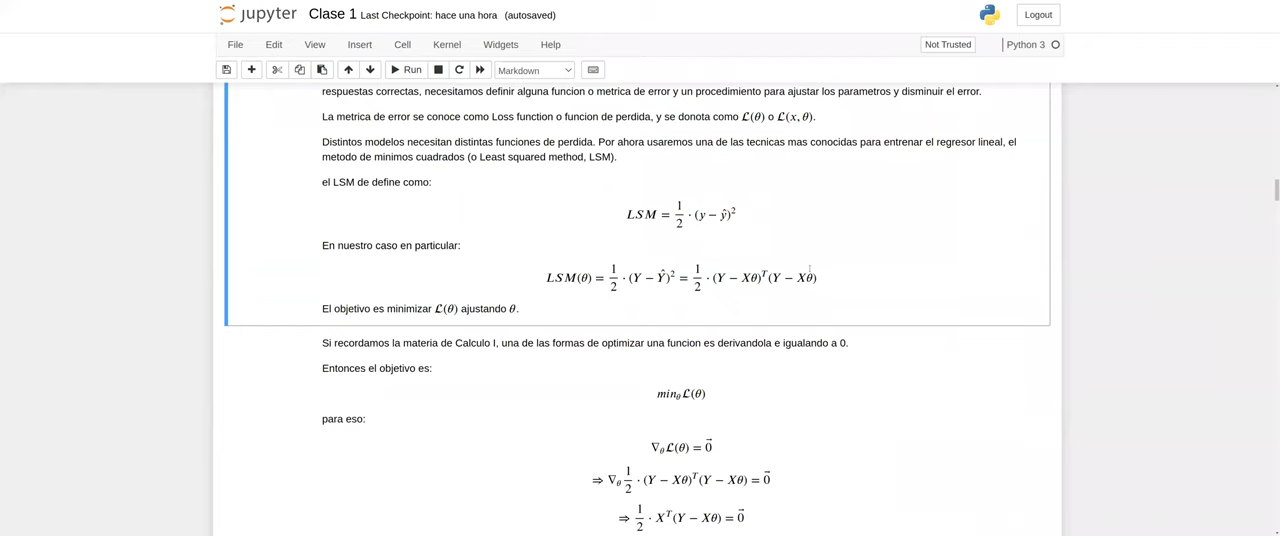 jupyter Clase 1 Last Checkpoint: hace una hora (autosaved) Logout
File Edit View Insert Cell Kernel Widgets Help Not Trusted Python 3
Run Markdown
respuestas correctas, necesitamos definir alguna funcion o metrica de error y un procedimiento para ajustar los parametros y disminuir el error.
La metrica de error se conoce como Loss function o funcion de perdida, y se donota como ℒ(θ) o ℒ(x, θ).
Distintos modelos necesitan distintas funciones de perdida. Por ahora usaremos una de las tecnicas mas conocidas para entrenar el regresor lineal, el
metodo de minimos cuadrados (o Least squared method, LSM).
el LSM de define como:
LSM = 1/2 · (y − ŷ)²
En nuestro caso en particular:
LSM(θ) = 1/2 · (Y − Ŷ)² = 1/2 · (Y − Xθ)ᵀ(Y − Xθ)
El objetivo es minimizar ℒ(θ) ajustando θ.
Si recordamos la materia de Calculo I, una de las formas de optimizar una funcion es derivandola e igualando a 0.
Entonces el objetivo es:
min_θ ℒ(θ)
para eso:
∇_θ ℒ(θ) = 0⃗
⇒ ∇_θ 1/2 · (Y − Xθ)ᵀ(Y − Xθ) = 0⃗
⇒ 1/2 · Xᵀ(Y − Xθ) = 0⃗